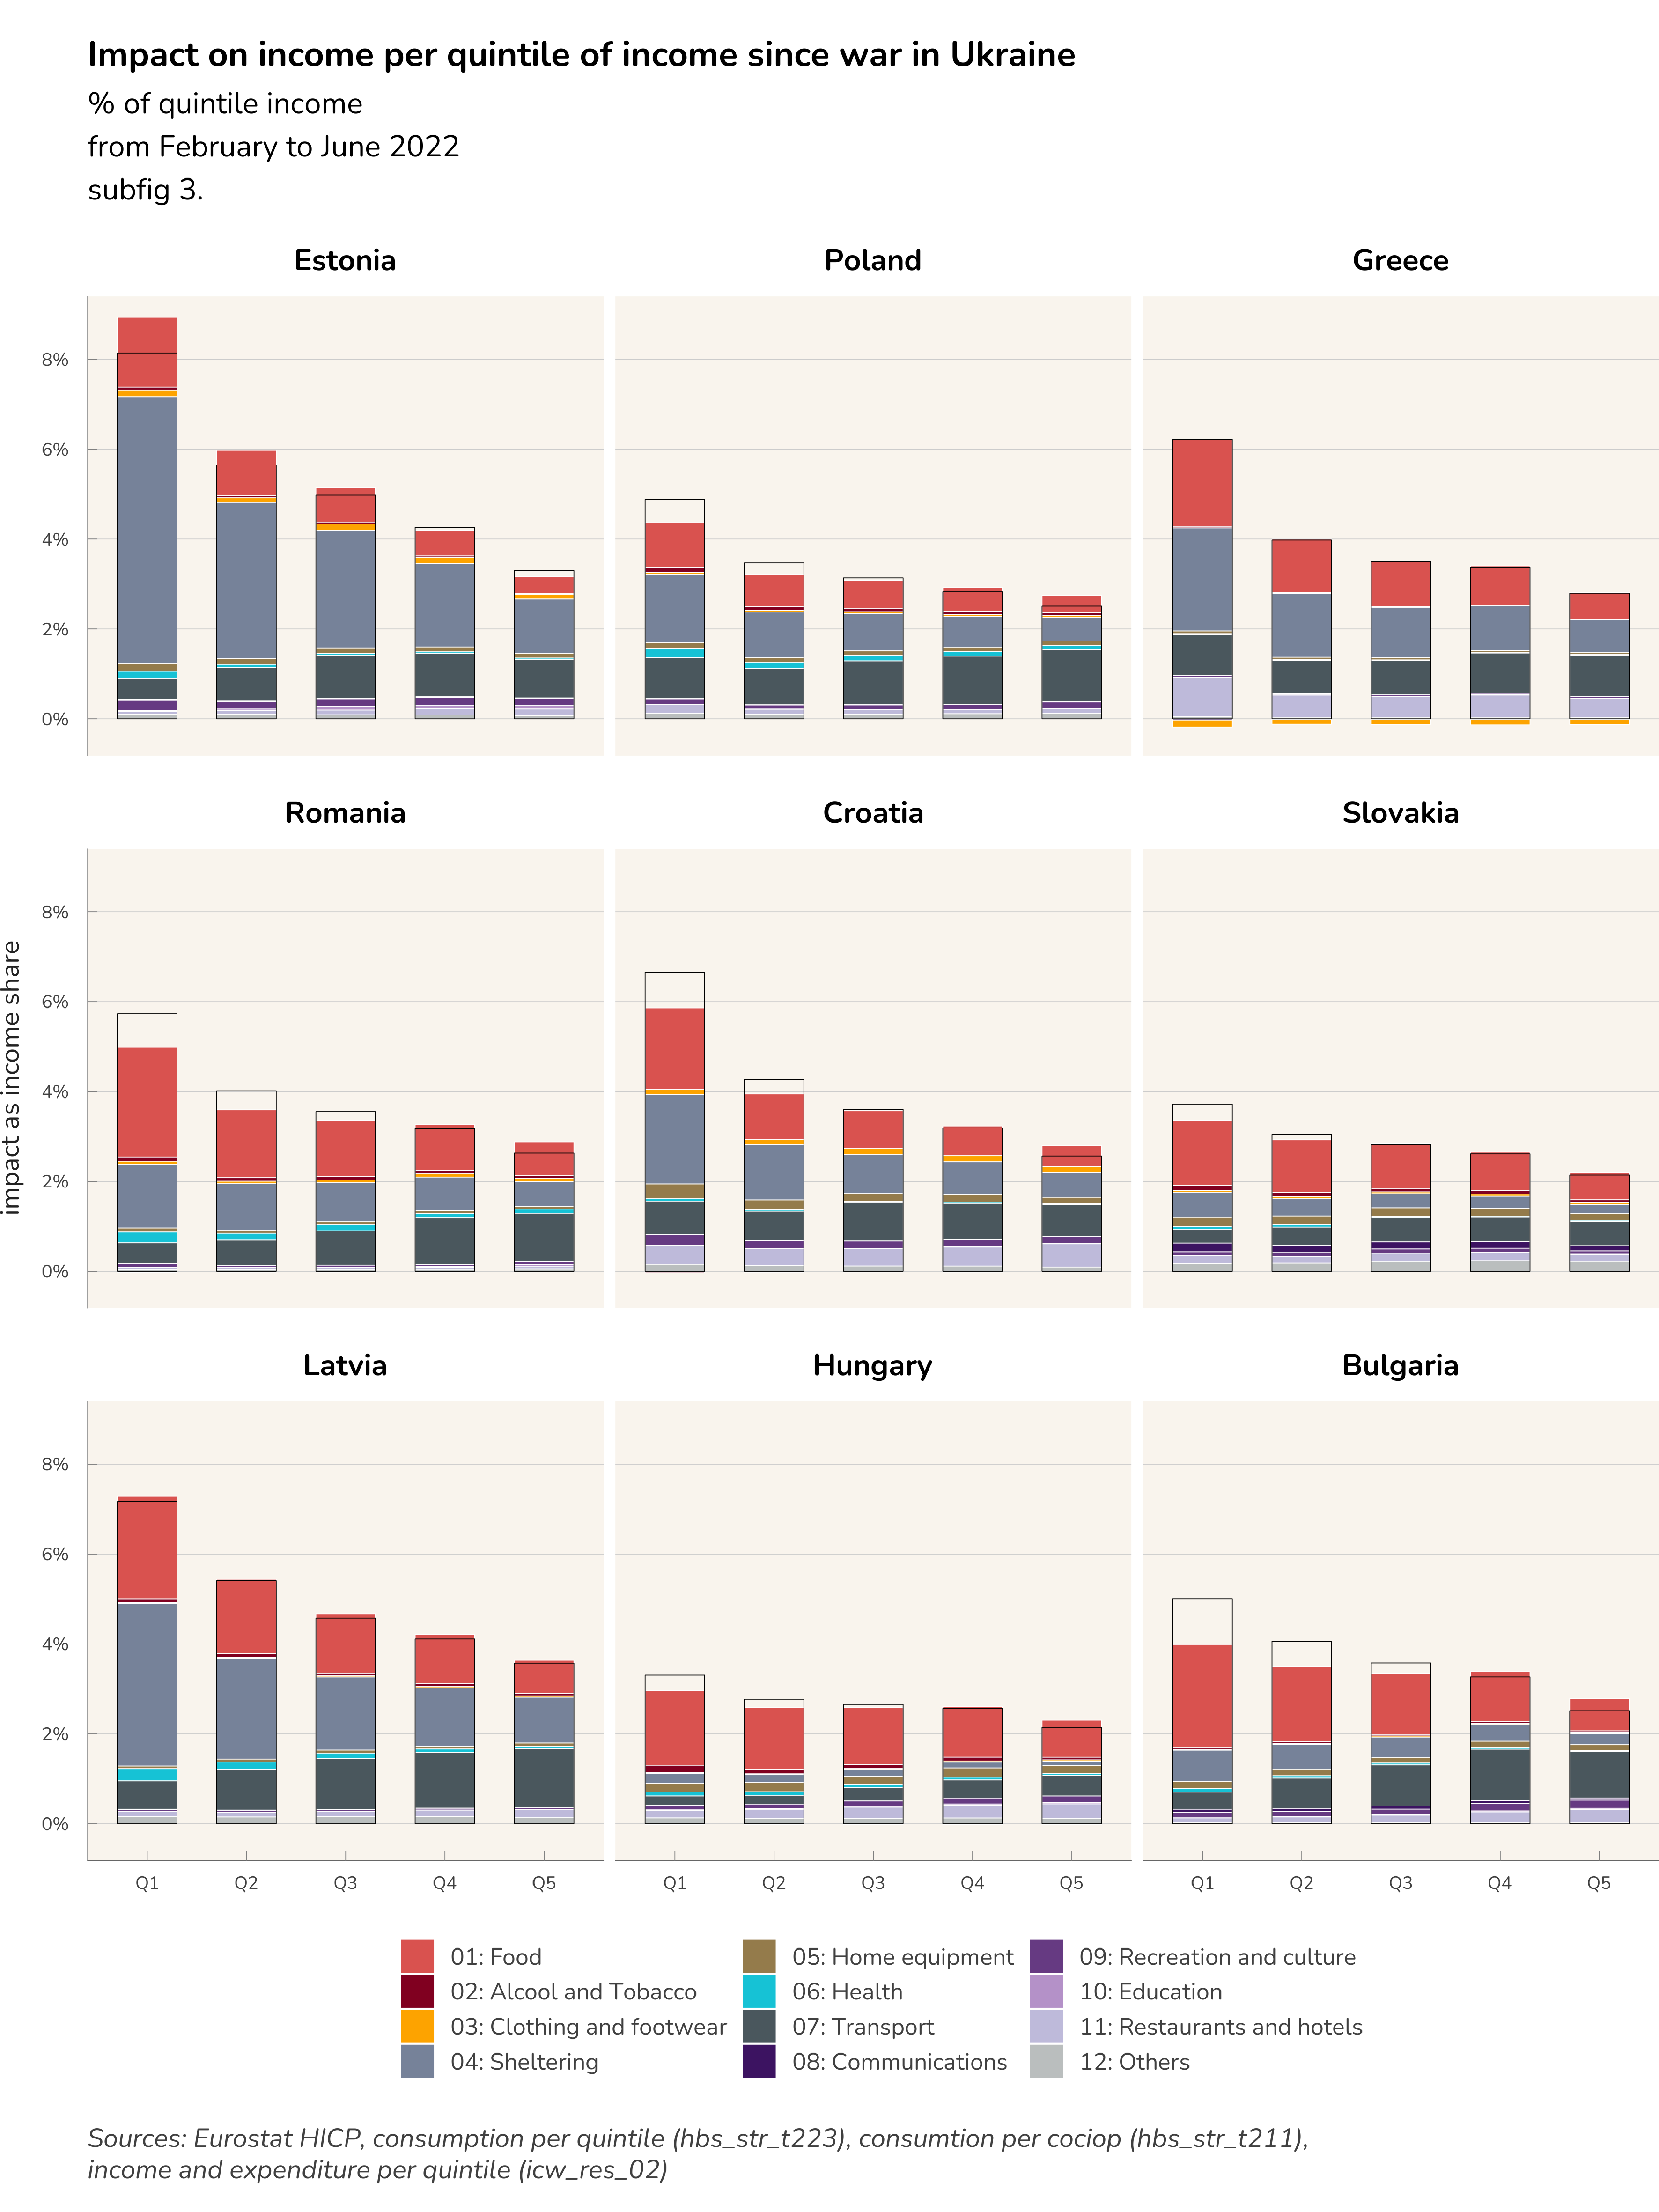 Impact on income per quintile of income since war in Ukraine
% of quintile income
from February to June 2022
subfig 3.
Estonia
Poland
Greece
8%
6%
4%
2%
0%
Romania
Croatia
Slovakia
impact as income share
8%
6%
4%
2%
0%
Latvia
Hungary
Bulgaria
8%
6%
4%
2%
0%
Q1 Q2 Q3 Q4 Q5 Q1 Q2 Q3 Q4 Q5 Q1 Q2 Q3 Q4 Q5
01: Food
02: Alcool and Tobacco
03: Clothing and footwear
04: Sheltering
05: Home equipment
06: Health
07: Transport
08: Communications
09: Recreation and culture
10: Education
11: Restaurants and hotels
12: Others
Sources: Eurostat HICP, consumption per quintile (hbs_str_t223), consumtion per cociop (hbs_str_t211),
income and expenditure per quintile (icw_res_02)